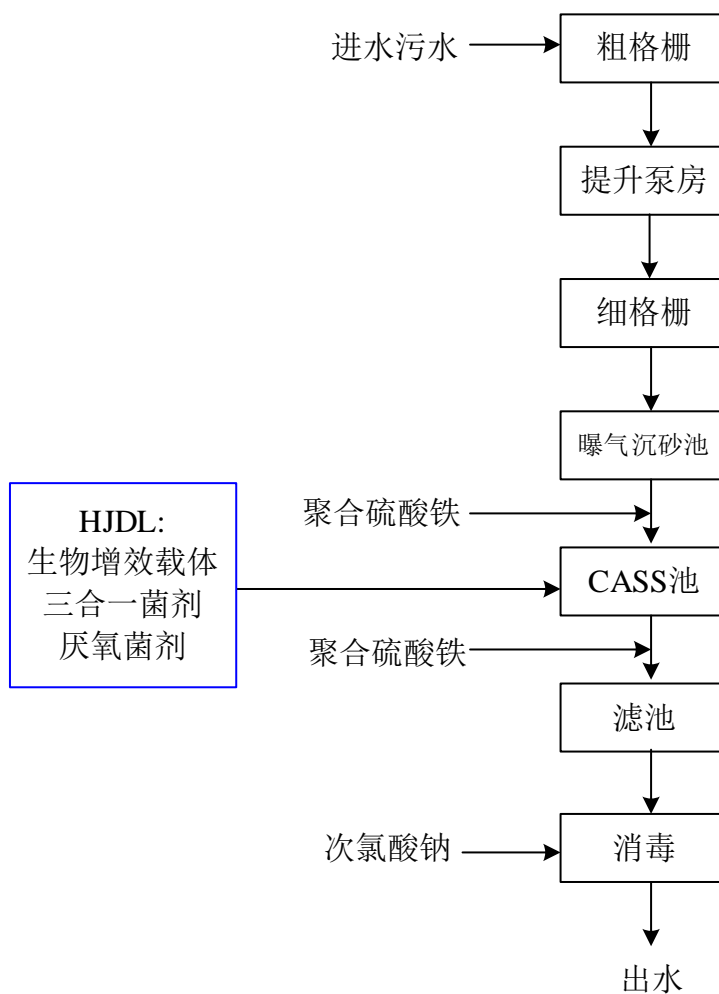 进水污水
粗格栅
提升泵房
细格栅
曝气沉砂池
聚合硫酸铁
HJDL:
生物增效载体
三合一菌剂
厌氧菌剂
CASS池
聚合硫酸铁
滤池
次氯酸钠
消毒
出水